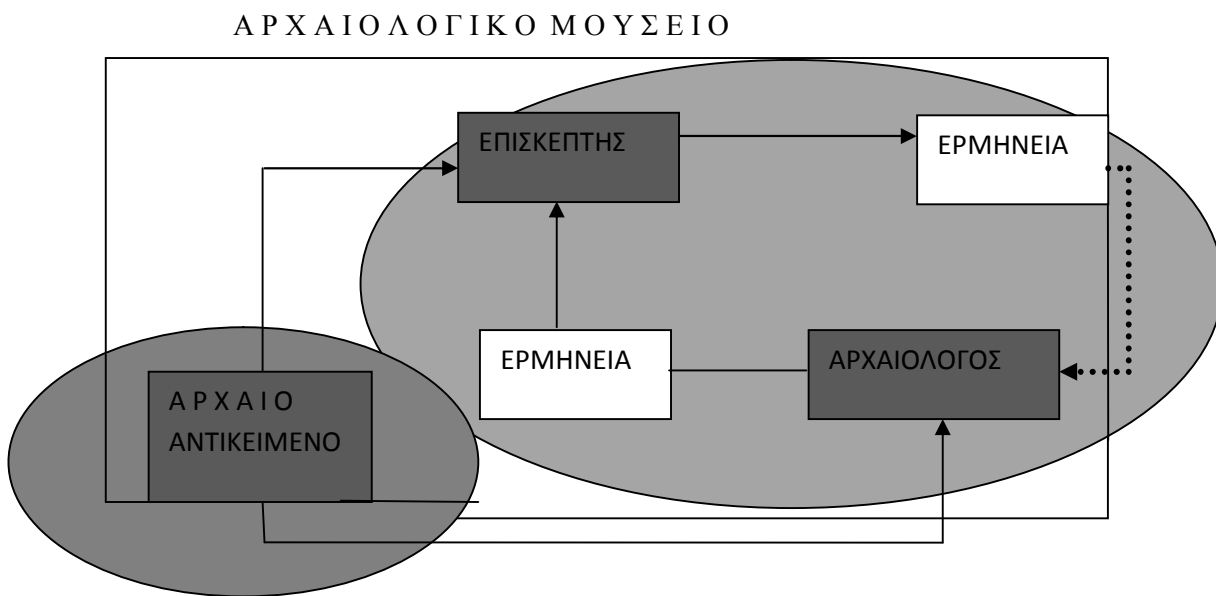 Α Ρ Χ Α Ι Ο Λ Ο Γ Ι Κ Ο Μ Ο Υ Σ Ε Ι Ο
ΕΠΙΣΚΕΠΤΗΣ
ΕΡΜΗΝΕΙΑ
ΕΡΜΗΝΕΙΑ
ΑΡΧΑΙΟΛΟΓΟΣ
Α Ρ Χ Α Ι Ο
ΑΝΤΙΚΕΙΜΕΝΟ